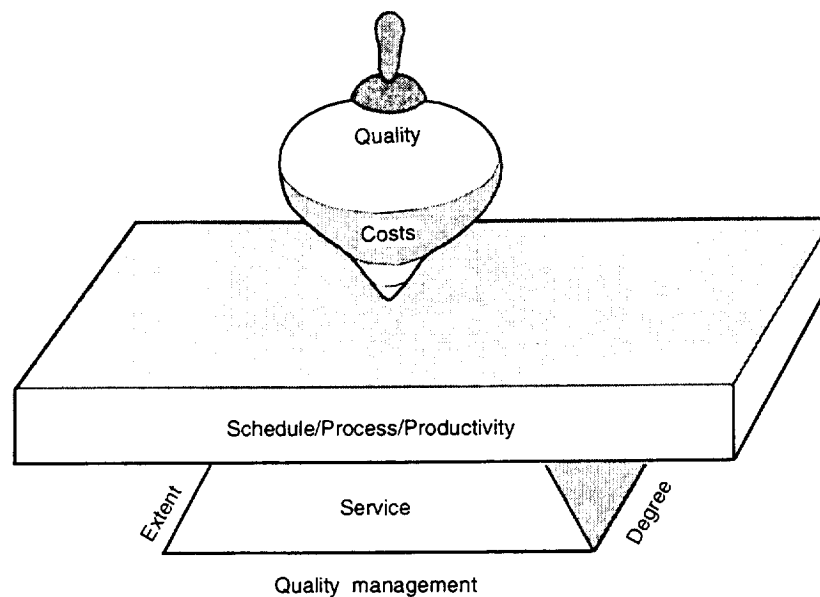 Quality
Costs
Schedule/Process/Productivity
Extent
Service
Degree
Quality management